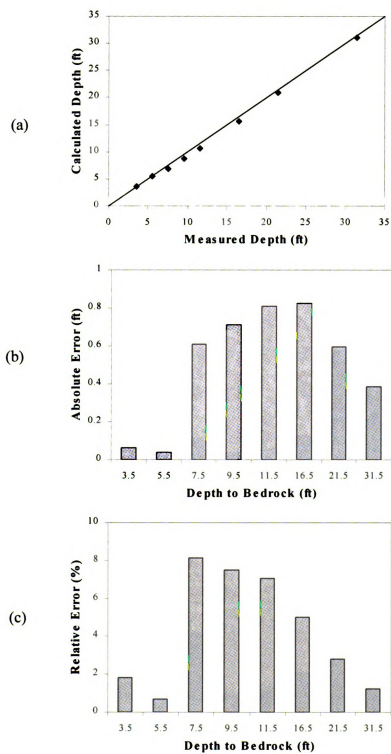 (a)
Calculated Depth (ft)
35
30
25
20
15
10
5
0
0 5 10 15 20 25 30 35
Measured Depth (ft)
(b)
Absolute Error (ft)
1
0.8
0.6
0.4
0.2
0
3.5 5.5 7.5 9.5 11.5 16.5 21.5 31.5
Depth to Bedrock (ft)
(c)
Relative Error (%)
10
8
6
4
2
0
3.5 5.5 7.5 9.5 11.5 16.5 21.5 31.5
Depth to Bedrock (ft)